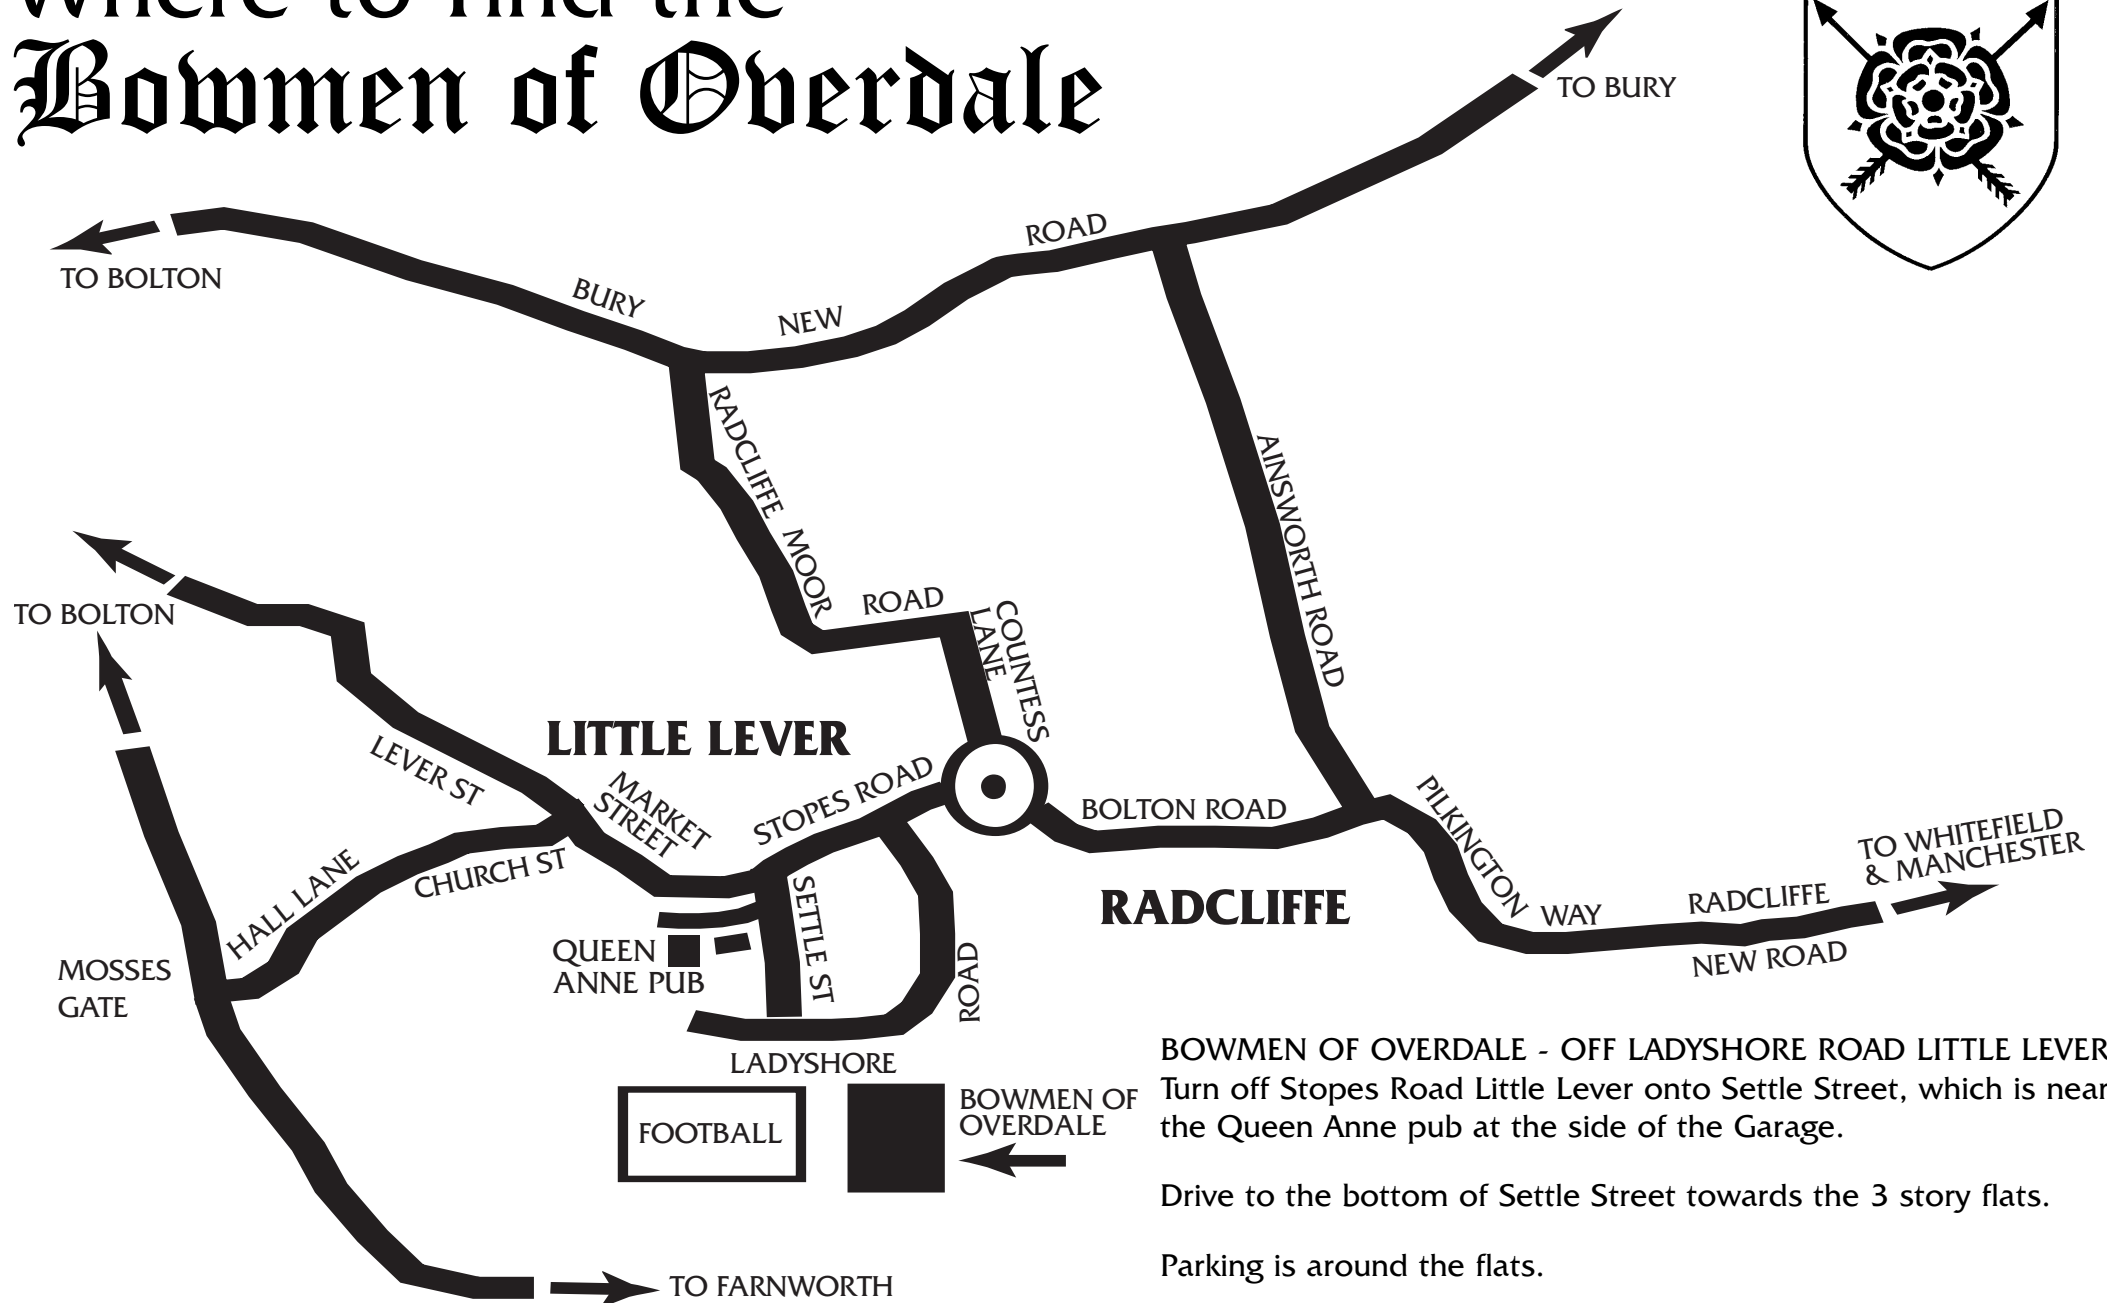 Where to find the
Bowmen of Overdale
TO BURY
ROAD
TO BOLTON
BURY
NEW
RADCLIFFE
MOOR
ROAD
COUNTESS
LANE
AINSWORTH ROAD
TO BOLTON
LEVER ST
LITTLE LEVER
MARKET
STREET
STOPES ROAD
BOLTON ROAD
PILKINGTON
WAY
RADCLIFFE
NEW ROAD
TO WHITEFIELD
& MANCHESTER
HALL LANE
CHURCH ST
RADCLIFFE
SETTLE ST
QUEEN
ANNE PUB
MOSSES
GATE
ROAD
LADYSHORE
FOOTBALL
BOWMEN OF
OVERDALE
TO FARNWORTH
BOWMEN OF OVERDALE - OFF LADYSHORE ROAD LITTLE LEVER
Turn off Stopes Road Little Lever onto Settle Street, which is near
the Queen Anne pub at the side of the Garage.
Drive to the bottom of Settle Street towards the 3 story flats.
Parking is around the flats.